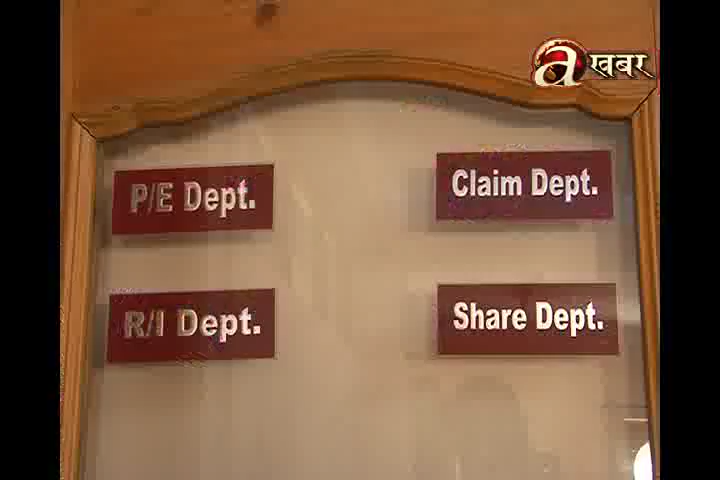 a खबर
P/E Dept.
Claim Dept.
R/I Dept.
Share Dept.